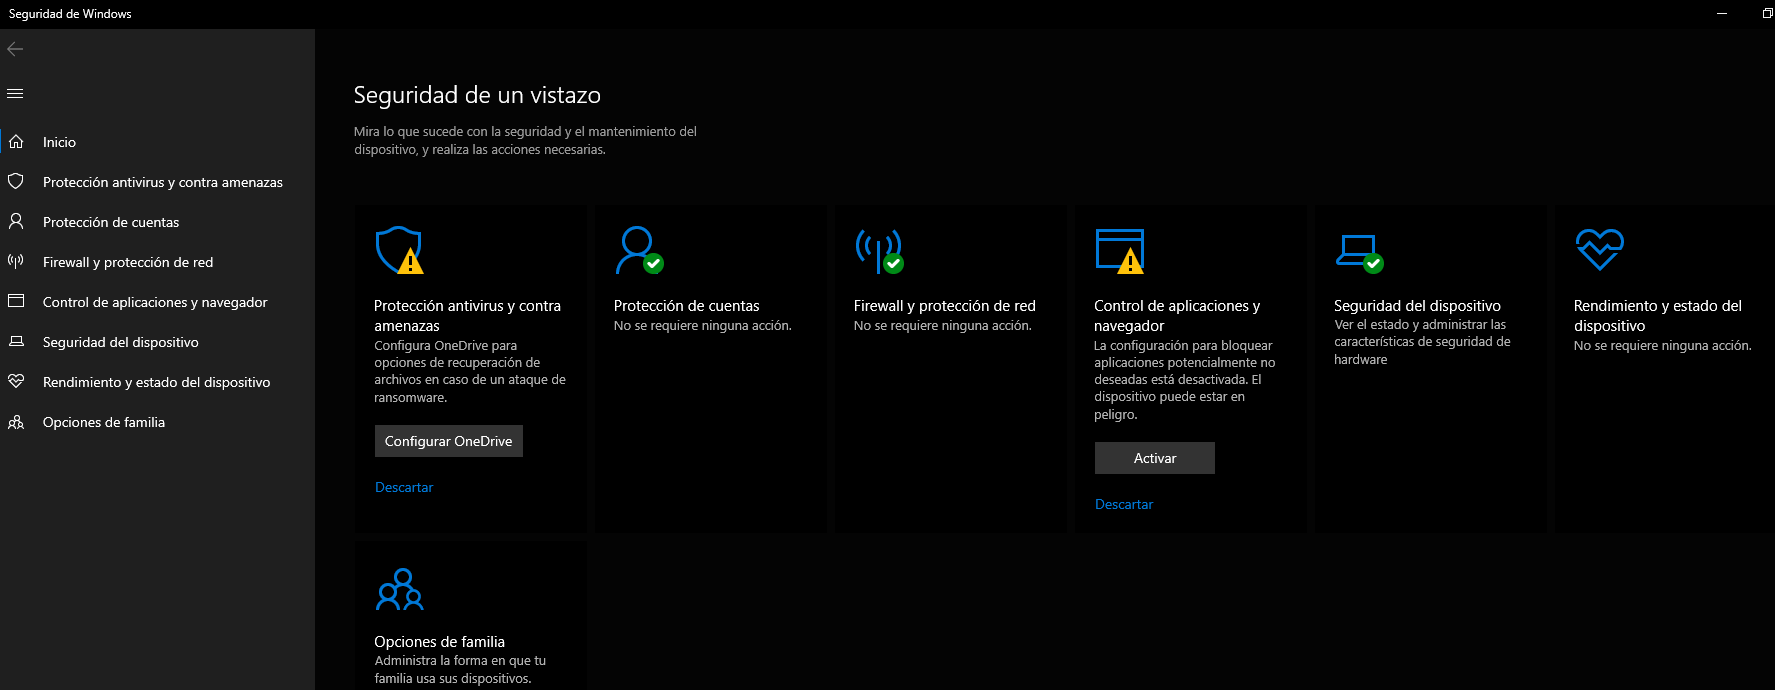 Seguridad de Windows
Inicio
Protección antivirus y contra amenazas
Protección de cuentas
Firewall y protección de red
Control de aplicaciones y navegador
Seguridad del dispositivo
Rendimiento y estado del dispositivo
Opciones de familia
Seguridad de un vistazo
Mira lo que sucede con la seguridad y el mantenimiento del
dispositivo, y realiza las acciones necesarias.
Protección antivirus y contra
amenazas
Configura OneDrive para
opciones de recuperación de
archivos en caso de un ataque de
ransomware.
Configurar OneDrive
Descartar
Protección de cuentas
No se requiere ninguna acción.
Firewall y protección de red
No se requiere ninguna acción.
Control de aplicaciones y
navegador
La configuración para bloquear
aplicaciones potencialmente no
deseadas está desactivada. El
dispositivo puede estar en
peligro.
Activar
Descartar
Seguridad del dispositivo
Ver el estado y administrar las
características de seguridad de
hardware
Rendimiento y estado del
dispositivo
No se requiere ninguna acción.
Opciones de familia
Administra la forma en que tu
familia usa sus dispositivos.